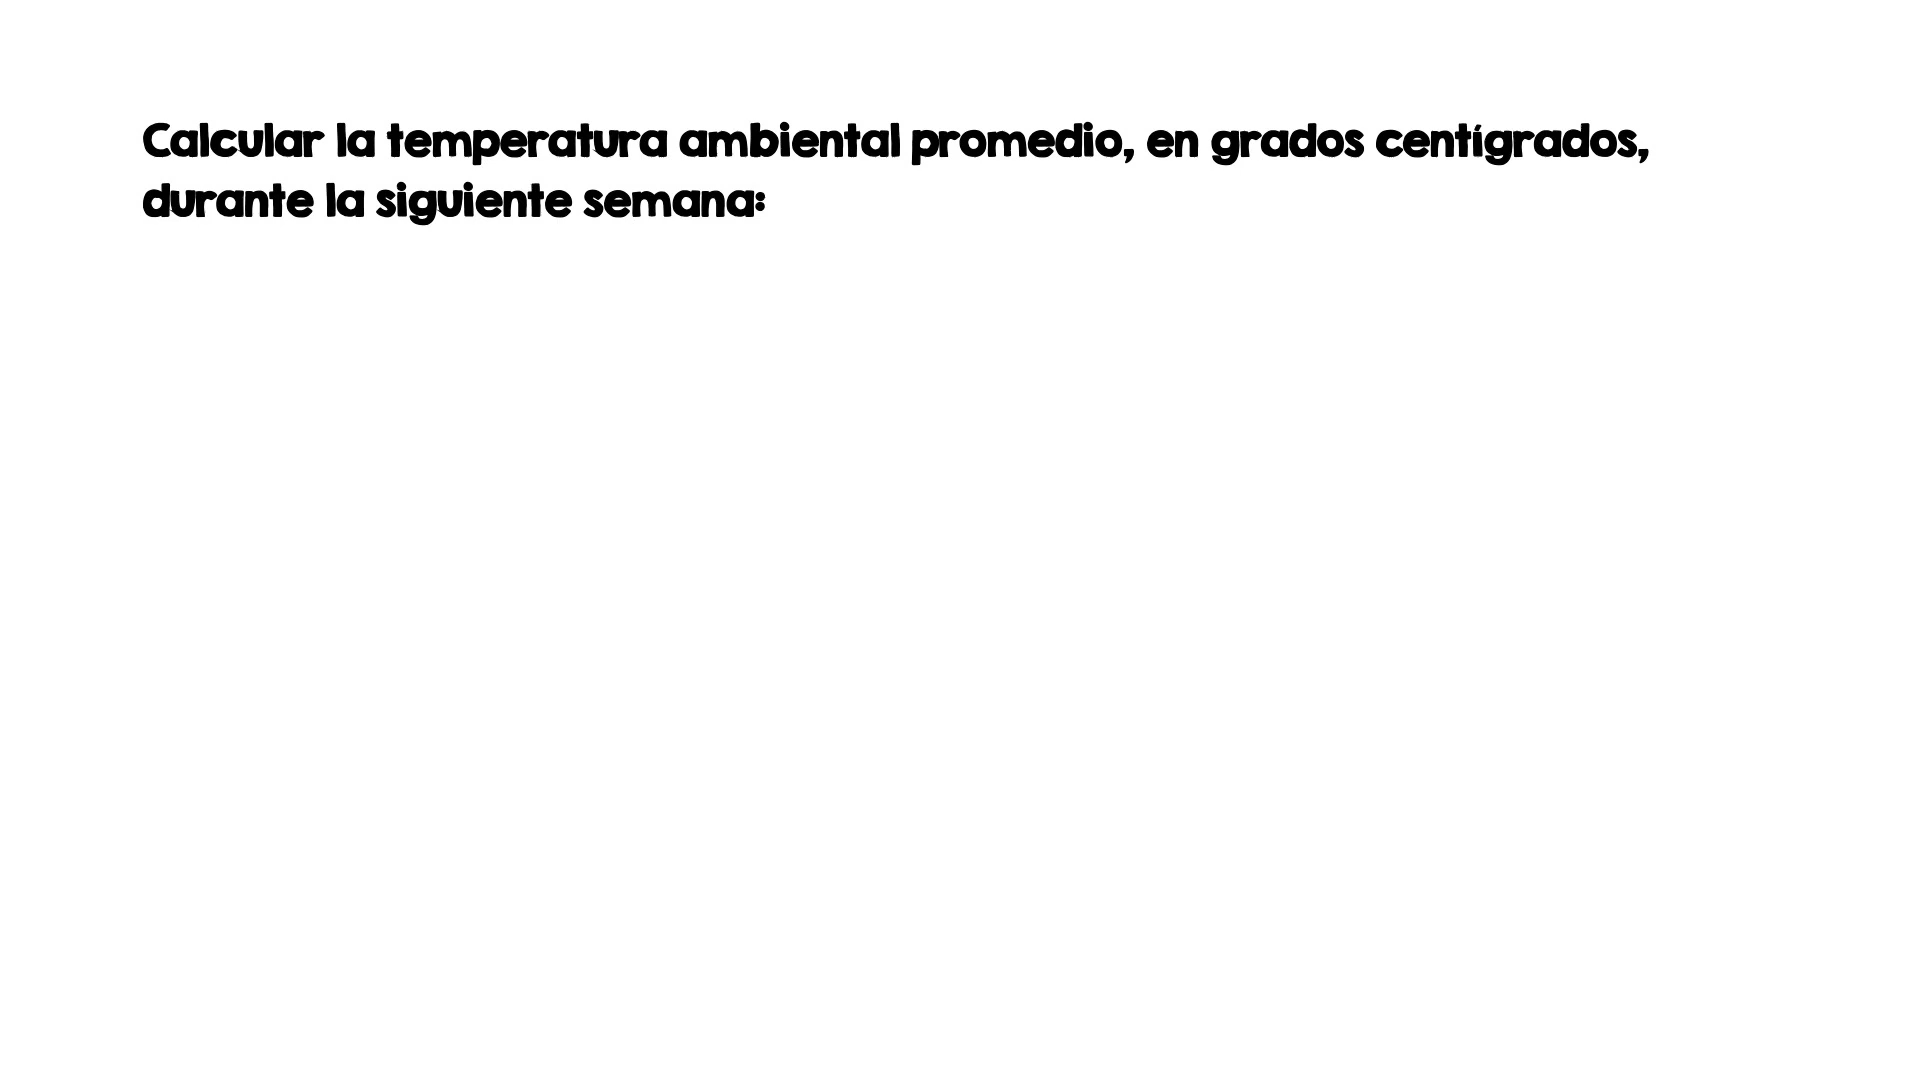 Calcular la temperatura ambiental promedio, en grados centígrados,
durante la siguiente semana: